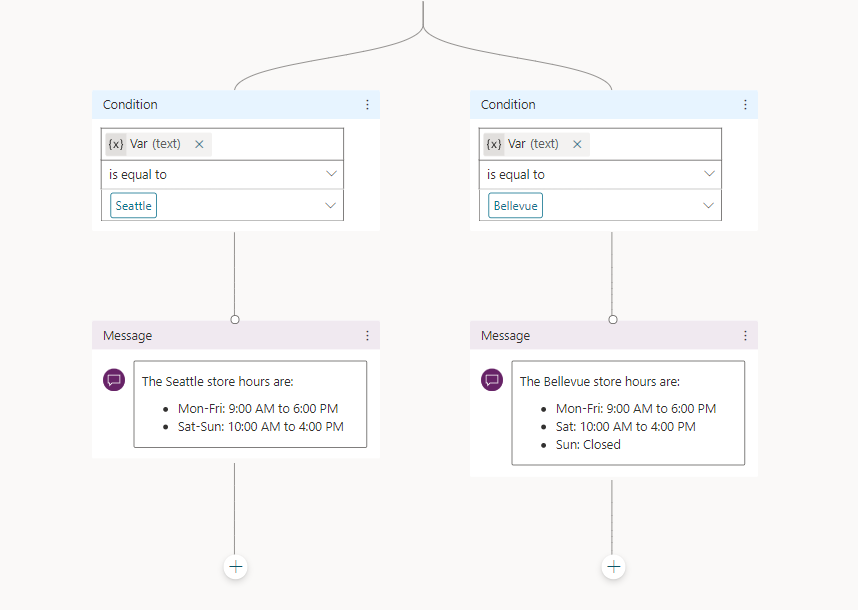 Condition
{x} Var (text)
is equal to
Seattle
Message
The Seattle store hours are:
• Mon-Fri: 9:00 AM to 6:00 PM
• Sat-Sun: 10:00 AM to 4:00 PM
Condition
{x} Var (text)
is equal to
Bellevue
Message
The Bellevue store hours are:
• Mon-Fri: 9:00 AM to 6:00 PM
• Sat: 10:00 AM to 4:00 PM
• Sun: Closed